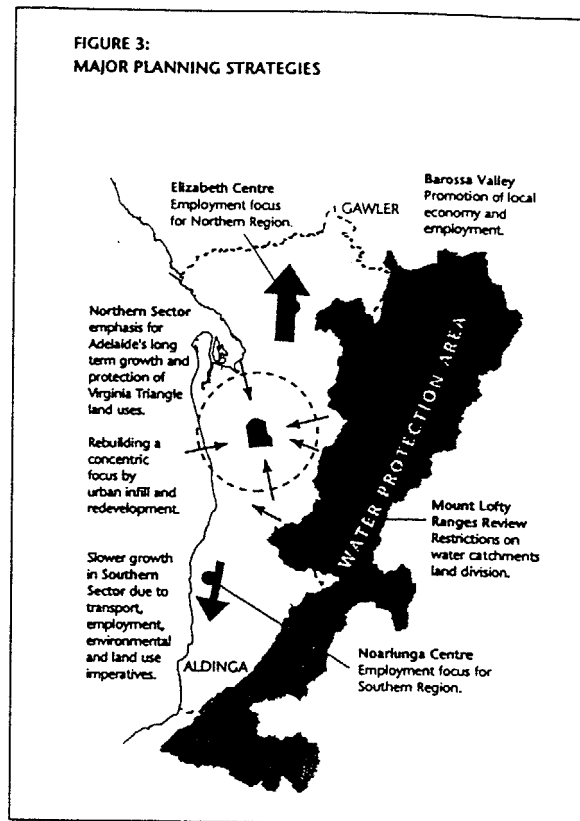 FIGURE 3:
MAJOR PLANNING STRATEGIES
Elizabeth Centre
Employment focus
for Northern Region.
GAWLER
Barossa Valley
Promotion of local
economy and
employment.
Northern Sector
emphasis for
Adelaide's long
term growth and
protection of
Virginia Triangle
land uses.
Rebuilding a
concentric
focus by
urban infill and
redevelopment.
WATER PROTECTION AREA
Mount Lofty
Ranges Review
Restrictions on
water catchments
land division.
Slower growth
in Southern
Sector due to
transport,
employment,
environmental
and land use
imperatives.
ALDINGA
Noarlunga Centre
Employment focus for
Southern Region.